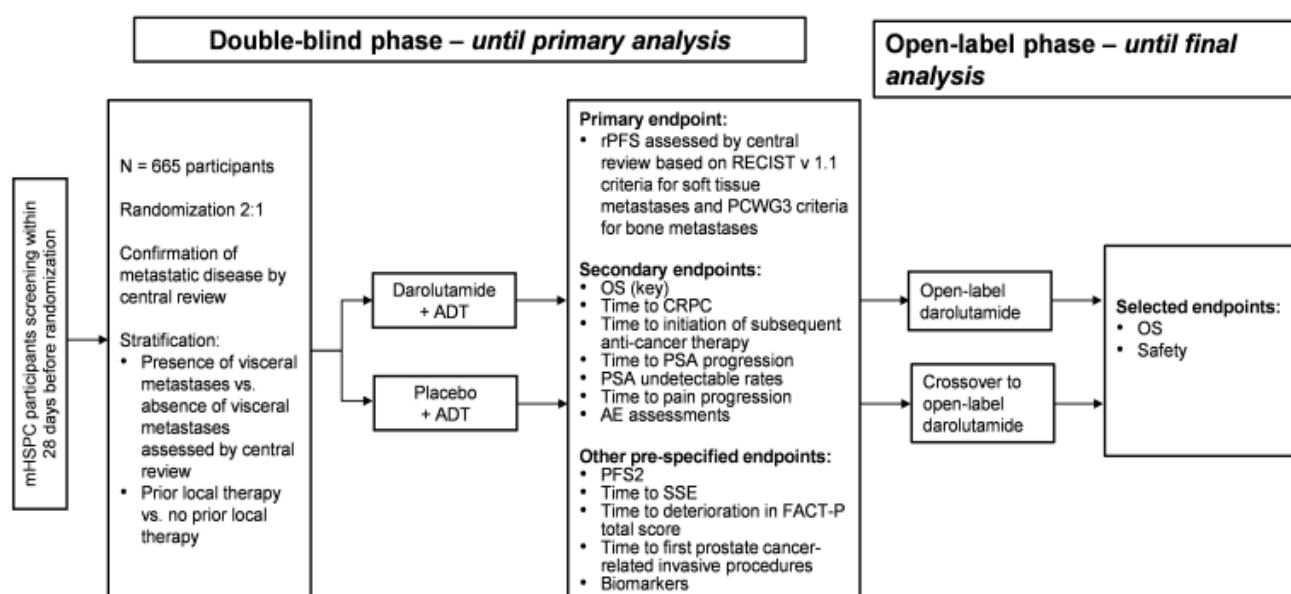 Double-blind phase – until primary analysis
Open-label phase – until final
analysis
mHSPC participants screening within
28 days before randomization
N = 665 participants
Randomization 2:1
Confirmation of
metastatic disease by
central review
Stratification:
• Presence of visceral
metastases vs.
absence of visceral
metastases
assessed by central
review
• Prior local therapy
vs. no prior local
therapy
Darolutamide
+ ADT
Placebo
+ ADT
Primary endpoint:
• rPFS assessed by central
review based on RECIST v 1.1
criteria for soft tissue
metastases and PCWG3 criteria
for bone metastases
Secondary endpoints:
• OS (key)
• Time to CRPC
• Time to initiation of subsequent
anti-cancer therapy
• Time to PSA progression
• PSA undetectable rates
• Time to pain progression
• AE assessments
Other pre-specified endpoints:
• PFS2
• Time to SSE
• Time to deterioration in FACT-P
total score
• Time to first prostate cancer-
related invasive procedures
• Biomarkers
Open-label
darolutamide
Crossover to
open-label
darolutamide
Selected endpoints:
• OS
• Safety